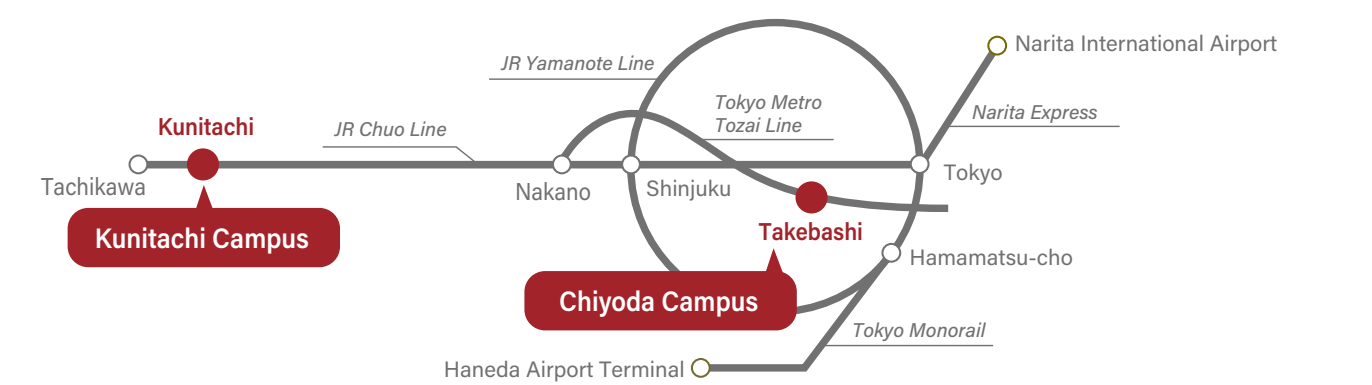 Narita International Airport
JR Yamanote Line
Tokyo Metro
Tozai Line
Narita Express
Kunitachi
JR Chuo Line
Tachikawa
Nakano
Shinjuku
Tokyo
Takebashi
Kunitachi Campus
Hamamatsu-cho
Chiyoda Campus
Tokyo Monorail
Haneda Airport Terminal